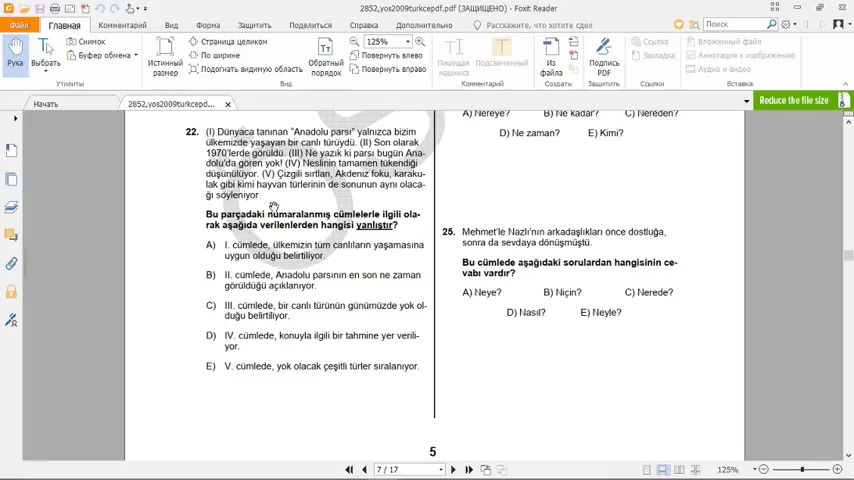 2852,yos2009turkcepdf.pdf (ЗАЩИЩЕНО) - Foxit Reader
Файл Главная Комментарий Вид Форма Защитить Поделиться Справка Дополнительно Расскажите, что хотите сдел Поиск
Рука
Выбрать
Снимок
Буфер обмена
Утилиты
Истинный размер
Страница целиком
По ширине
Подогнать видимую область
Обратный порядок
125%
Повернуть влево
Повернуть вправо
Вид
Пишущая машинка
Подсвеченный
Комментарий
Из файла
Создать
Подпись PDF
Защитить
Ссылка
Закладка
Ссылки
Вложенный файл
Аннотация к изображению
Аудио и видео
Вставить
Начать
2852,yos2009turkcepd...
Reduce the file size
22. (I) Dünyaca tanınan “Anadolu parsı” yalnızca bizim
ülkemizde yaşayan bir canlı türüydü. (II) Son olarak
1970’lerde görüldü. (III) Ne yazık ki parsı bugün Ana-
dolu’da gören yok! (IV) Neslinin tamamen tükendiği
düşünülüyor. (V) Çizgili sırtlan, Akdeniz foku, karaku-
lak gibi kimi hayvan türlerinin de sonunun aynı olaca-
ğı söyleniyor.
Bu parçadaki numaralanmış cümlelerle ilgili ola-
rak aşağıda verilenlerden hangisi yanlıştır?
A) I. cümlede, ülkemizin tüm canlıların yaşamasına
uygun olduğu belirtiliyor.
B) II. cümlede, Anadolu parsının en son ne zaman
görüldüğü açıklanıyor.
C) III. cümlede, bir canlı türünün günümüzde yok ol-
duğu belirtiliyor.
D) IV. cümlede, konuyla ilgili bir tahmine yer verili-
yor.
E) V. cümlede, yok olacak çeşitli türler sıralanıyor.
A) Nereye? B) Ne kadar? C) Nereden?
D) Ne zaman? E) Kimi?
25. Mehmet’le Nazlı’nın arkadaşlıkları önce dostluğa,
sonra da sevdaya dönüşmüştü.
Bu cümlede aşağıdaki sorulardan hangisinin ce-
vabı vardır?
A) Neye? B) Niçin? C) Nerede?
D) Nasıl? E) Neyle?
5
7 / 17
125%